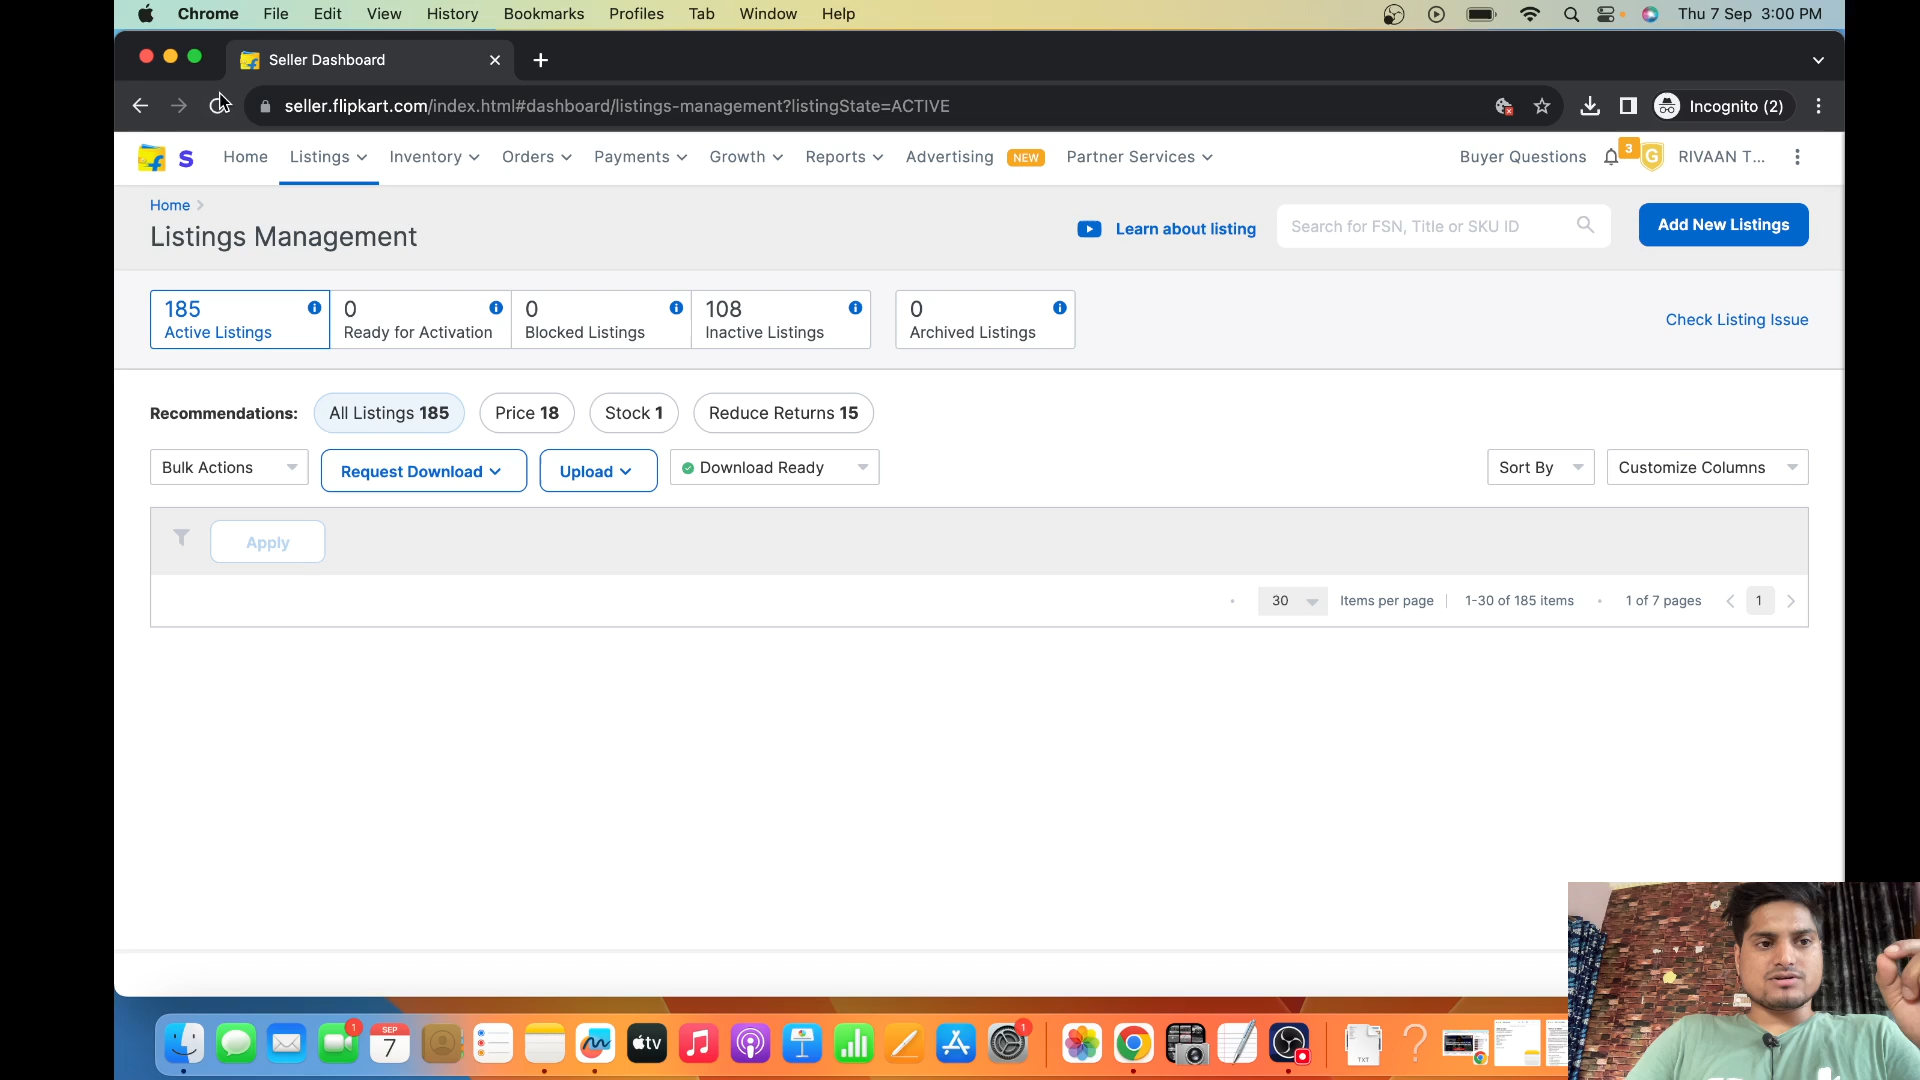 Chrome File Edit View History Bookmarks Profiles Tab Window Help Thu 7 Sep 3:00 PM
Seller Dashboard
seller.flipkart.com/index.html#dashboard/listings-management?listingState=ACTIVE Incognito (2)
Home Listings Inventory Orders Payments Growth Reports Advertising NEW Partner Services Buyer Questions 3 G RIVAAN T...
Home
Listings Management
Learn about listing
Search for FSN, Title or SKU ID
Add New Listings
185 0 0 108 0
Active Listings Ready for Activation Blocked Listings Inactive Listings Archived Listings
Check Listing Issue
Recommendations: All Listings 185 Price 18 Stock 1 Reduce Returns 15
Bulk Actions Request Download Upload Download Ready Sort By Customize Columns
Apply
30 Items per page 1-30 of 185 items 1 of 7 pages 1
1 SEP 7 tv 1 TXT